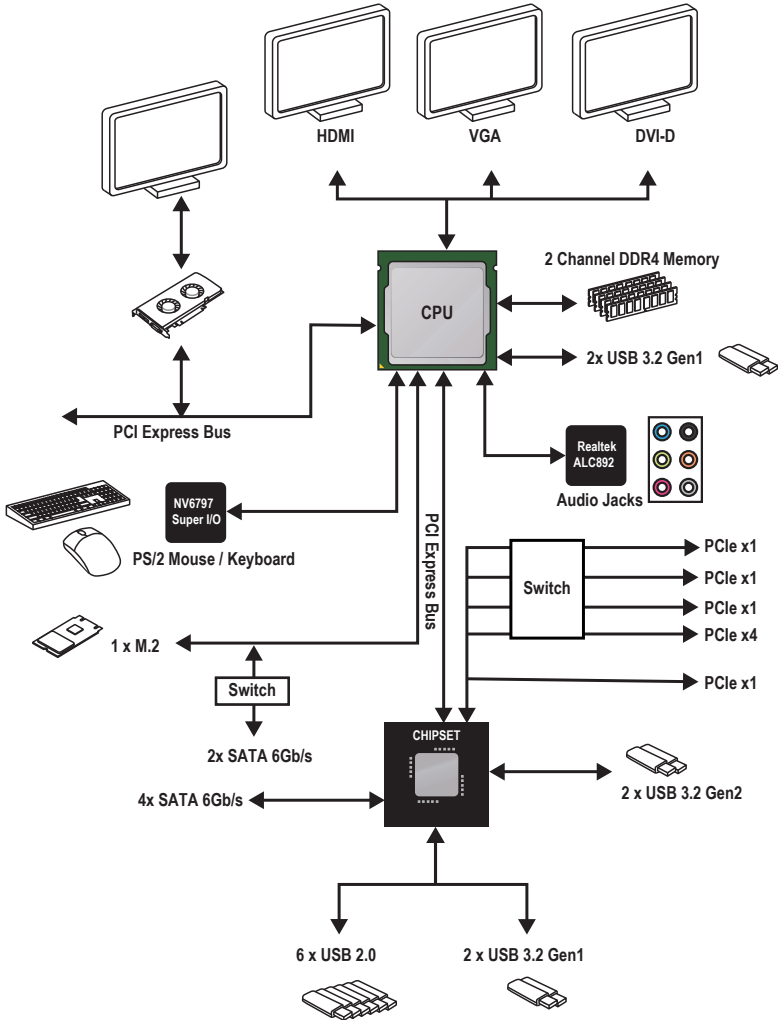 HDMI
VGA
DVI-D
2 Channel DDR4 Memory
CPU
2x USB 3.2 Gen1
PCI Express Bus
Realtek
ALC892
Audio Jacks
NV6797
Super I/O
PS/2 Mouse / Keyboard
PCI Express Bus
PCIe x1
PCIe x1
Switch
PCIe x1
PCIe x4
1 x M.2
PCIe x1
Switch
CHIPSET
2x SATA 6Gb/s
4x SATA 6Gb/s
2 x USB 3.2 Gen2
6 x USB 2.0
2 x USB 3.2 Gen1